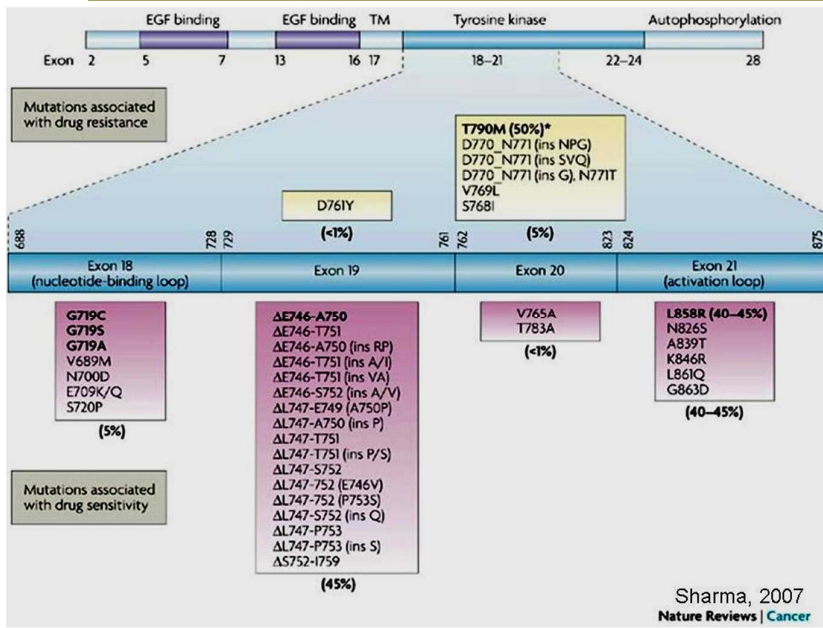 EGF binding EGF binding TM Tyrosine kinase Autophosphorylation
Exon 2 5 7 13 16 17 18–21 22–24 28
Mutations associated
with drug resistance
T790M (50%)*
D770_N771 (ins NPG)
D770_N771 (ins SVQ)
D770_N771 (ins G), N771T
V769L
S768I
(5%)
D761Y
(<1%)
688 728 729 761 762 823 824 875
Exon 18
(nucleotide-binding loop)
Exon 19
Exon 20
Exon 21
(activation loop)
G719C
G719S
G719A
V689M
N700D
E709K/Q
S720P
(5%)
ΔE746-A750
ΔE746-T751
ΔE746-A750 (ins RP)
ΔE746-T751 (ins A/I)
ΔE746-T751 (ins VA)
ΔE746-S752 (ins A/V)
ΔL747-E749 (A750P)
ΔL747-A750 (ins P)
ΔL747-T751
ΔL747-T751 (ins P/S)
ΔL747-S752
ΔL747-752 (E746V)
ΔL747-752 (P753S)
ΔL747-S752 (ins Q)
ΔL747-P753
ΔL747-P753 (ins S)
ΔS752-I759
(45%)
V765A
T783A
(<1%)
L858R (40–45%)
N826S
A839T
K846R
L861Q
G863D
(40–45%)
Mutations associated
with drug sensitivity
Sharma, 2007
Nature Reviews | Cancer